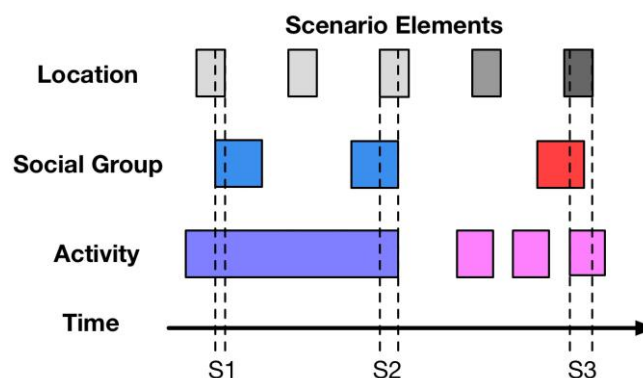 Scenario Elements
Location
Social Group
Activity
Time
S1 S2 S3